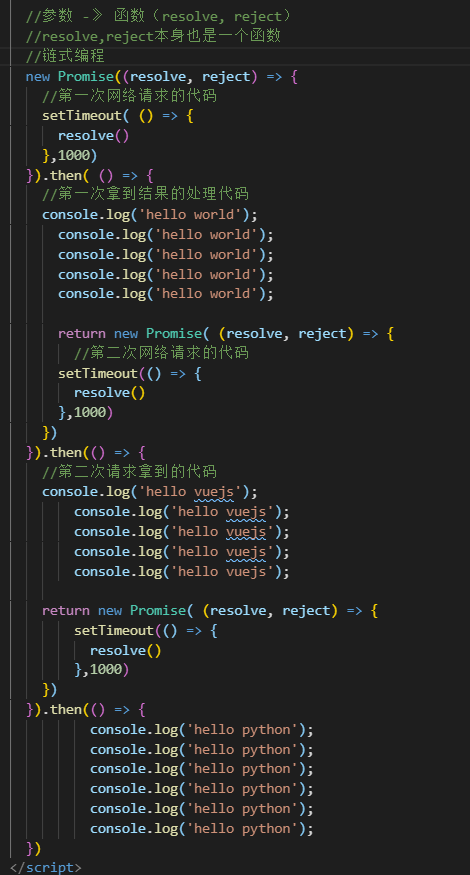 //参数 -》 函数（resolve, reject）
//resolve,reject本身也是一个函数
//链式编程
new Promise((resolve, reject) => {
//第一次网络请求的代码
setTimeout( () => {
resolve()
},1000)
}).then( () => {
//第一次拿到结果的处理代码
console.log('hello world');
console.log('hello world');
console.log('hello world');
console.log('hello world');
console.log('hello world');
return new Promise( (resolve, reject) => {
//第二次网络请求的代码
setTimeout(() => {
resolve()
},1000)
})
}).then(() => {
//第二次请求拿到的代码
console.log('hello vuejs');
console.log('hello vuejs');
console.log('hello vuejs');
console.log('hello vuejs');
console.log('hello vuejs');
return new Promise( (resolve, reject) => {
setTimeout(() => {
resolve()
},1000)
})
}).then(() => {
console.log('hello python');
console.log('hello python');
console.log('hello python');
console.log('hello python');
console.log('hello python');
console.log('hello python');
})
</script>